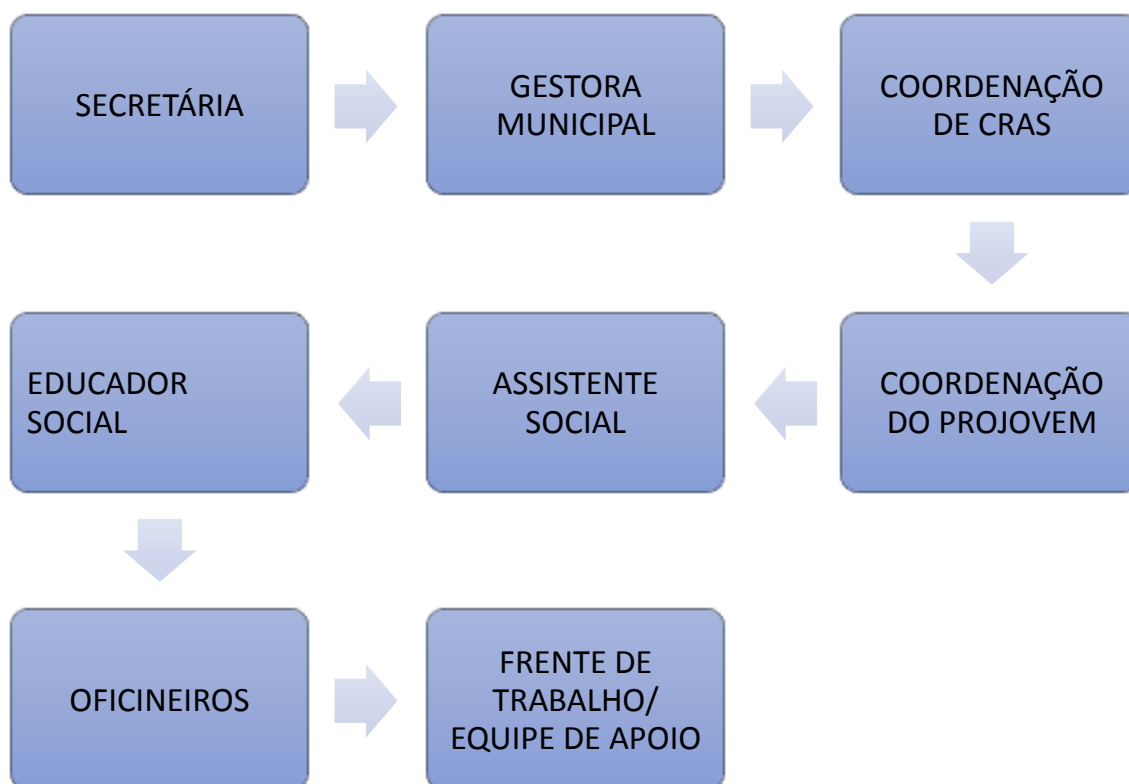 SECRETÁRIA
GESTORA
MUNICIPAL
COORDENAÇÃO
DE CRAS
COORDENAÇÃO
DO PROJOVEM
ASSISTENTE
SOCIAL
EDUCADOR
SOCIAL
OFICINEIROS
FRENTE DE
TRABALHO/
EQUIPE DE APOIO